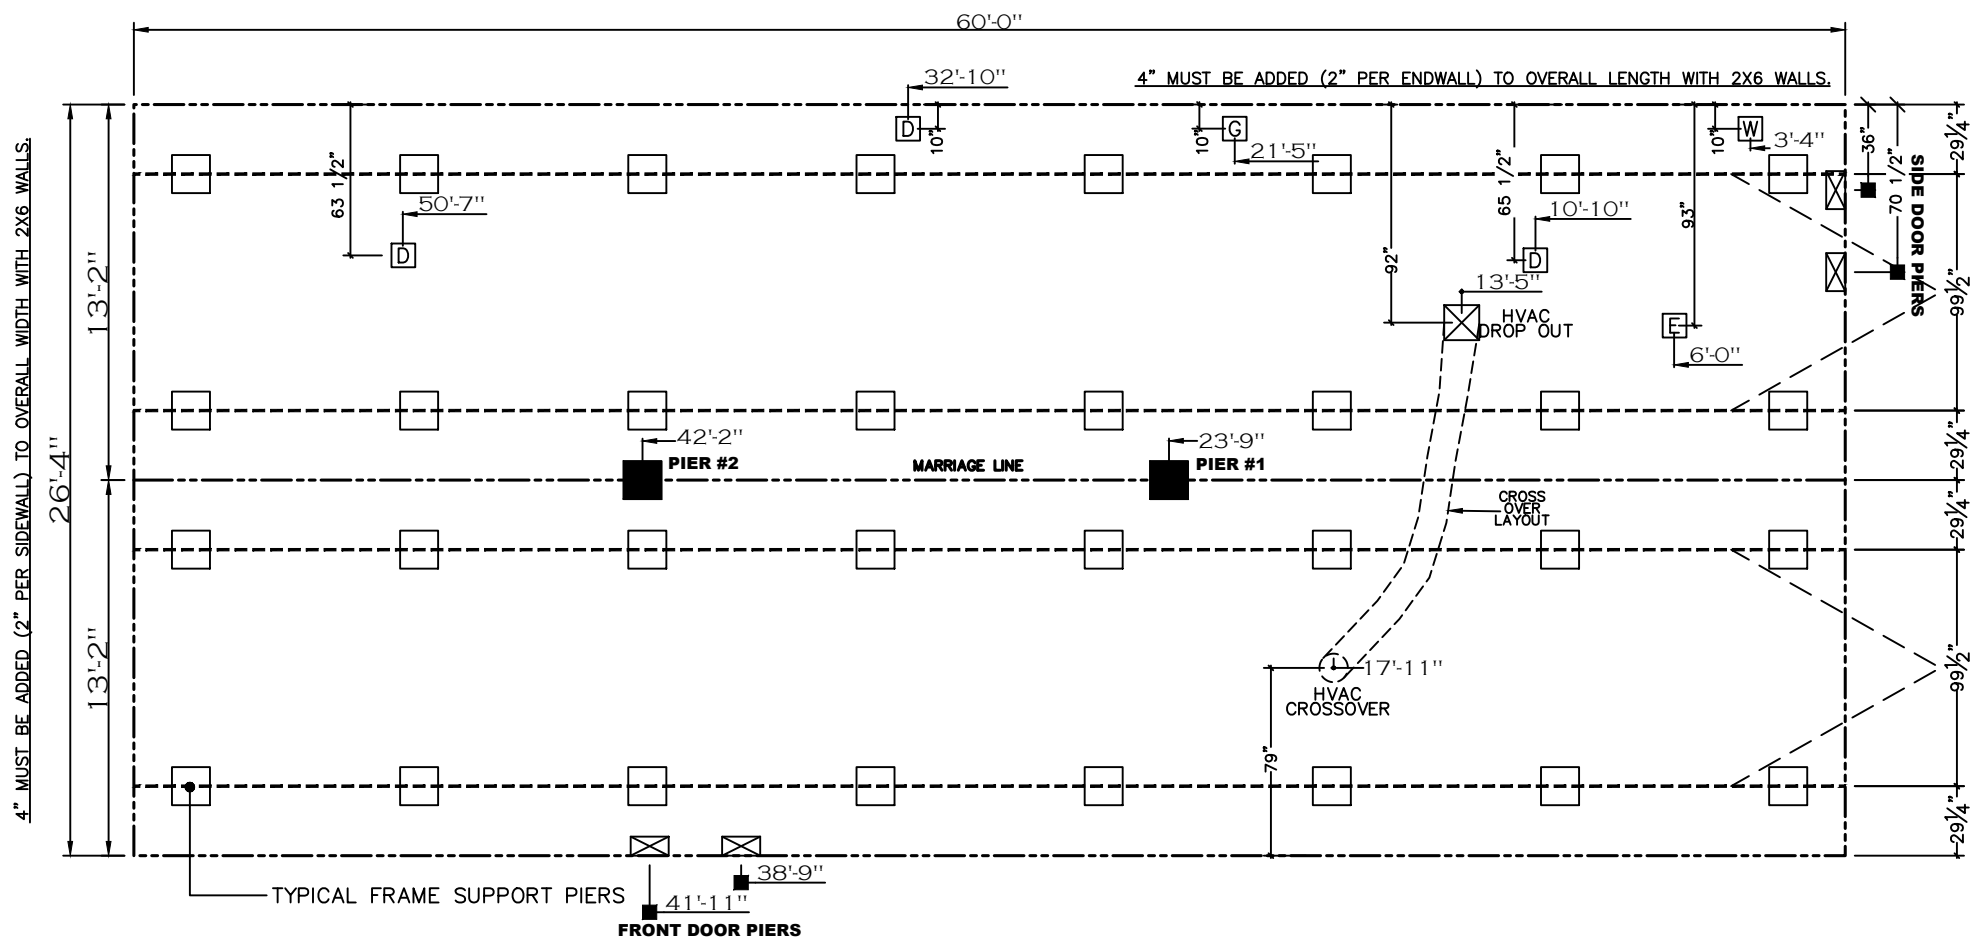 60'-0"
32'-10"
4" MUST BE ADDED (2" PER ENDWALL) TO OVERALL LENGTH WITH 2X6 WALLS.
D
10"
10"
G
21'-5"
10"
W
3'-4"
36"
29¼"
63 1/2"
50'-7"
D
92"
65 1/2"
10'-10"
D
93"
70 1/2"
SIDE DOOR PIERS
4" MUST BE ADDED (2" PER SIDEWALL) TO OVERALL WIDTH WITH 2X6 WALLS.
13'-2"
13'-5"
HVAC
DROP OUT
E
6'-0"
99½"
26'-4"
42'-2"
PIER #2
MARRIAGE LINE
23'-9"
PIER #1
29¼"
CROSS
OVER
LAYOUT
29¼"
13'-2"
17'-11"
HVAC
CROSSOVER
99½"
79"
29¼"
TYPICAL FRAME SUPPORT PIERS
38'-9"
41'-11"
FRONT DOOR PIERS